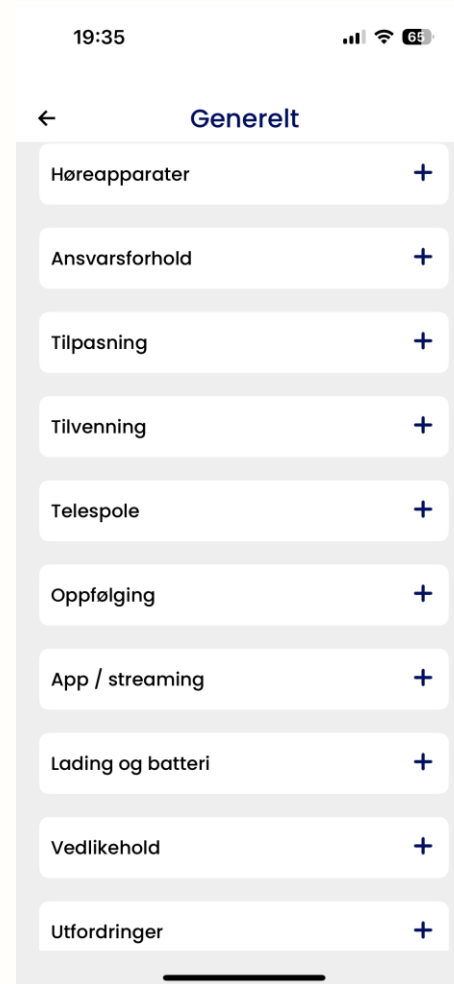 19:35
65
Generelt
Høreapparater
Ansvarsforhold
Tilpasning
Tilvenning
Telespole
Oppfølging
App / streaming
Lading og batteri
Vedlikehold
Utfordringer